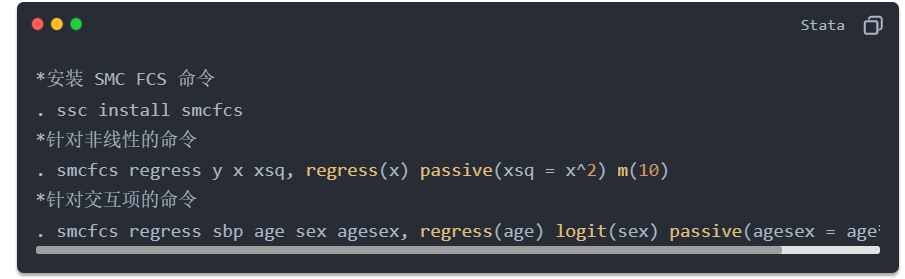 Stata
*安装 SMC FCS 命令
. ssc install smcfcs
*针对非线性的命令
. smcfcs regress y x xsq, regress(x) passive(xsq = x^2) m(10)
*针对交互项的命令
. smcfcs regress sbp age sex agesex, regress(age) logit(sex) passive(agesex = age*